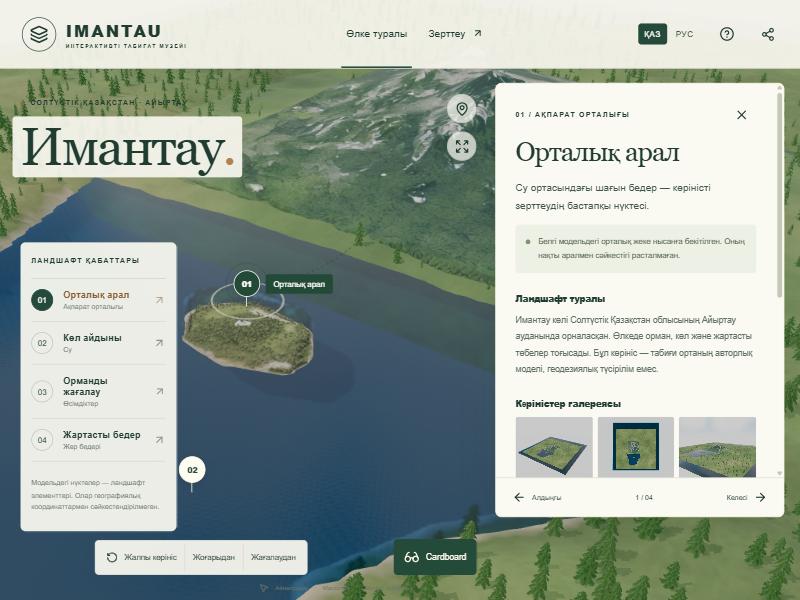 IMANTAU
ИНТЕРАКТИВТІ ТАБИҒАТ МУЗЕЙІ
Өлке туралы
Зерттеу
ҚАЗ
РУС
СОЛТҮСТІК ҚАЗАҚСТАН · АЙЫРТАУ
Имантау.
ЛАНДШАФТ ҚАБАТТАРЫ
01
Орталық арал
Ақпарат орталығы
02
Көл айдыны
Су
03
Орманды
жағалау
Өсімдіктер
04
Жартасты бедер
Жер бедері
Модельдегі нүктелер — ландшафт
элементтері. Олар географиялық
координаттармен сәйкестендірілмеген.
01
Орталық арал
02
Жалпы көрініс
Жоғарыдан
Жағалаудан
Cardboard
01 / АҚПАРАТ ОРТАЛЫҒЫ
Орталық арал
Су ортасындағы шағын бедер — көріністі
зерттеудің бастапқы нүктесі.
Белгі модельдегі орталық жеке нысанға бекітілген. Оның
нақты аралмен сәйкестігі расталмаған.
Ландшафт туралы
Имантау көлі Солтүстік Қазақстан облысының Айыртау
ауданында орналасқан. Өлкеде орман, көл және жартасты
төбелер тоғысады. Бұл көрініс — табиғи ортаның авторлық
моделі, геодезиялық түсірілім емес.
Көріністер галереясы
Алдыңғы
1 / 04
Келесі